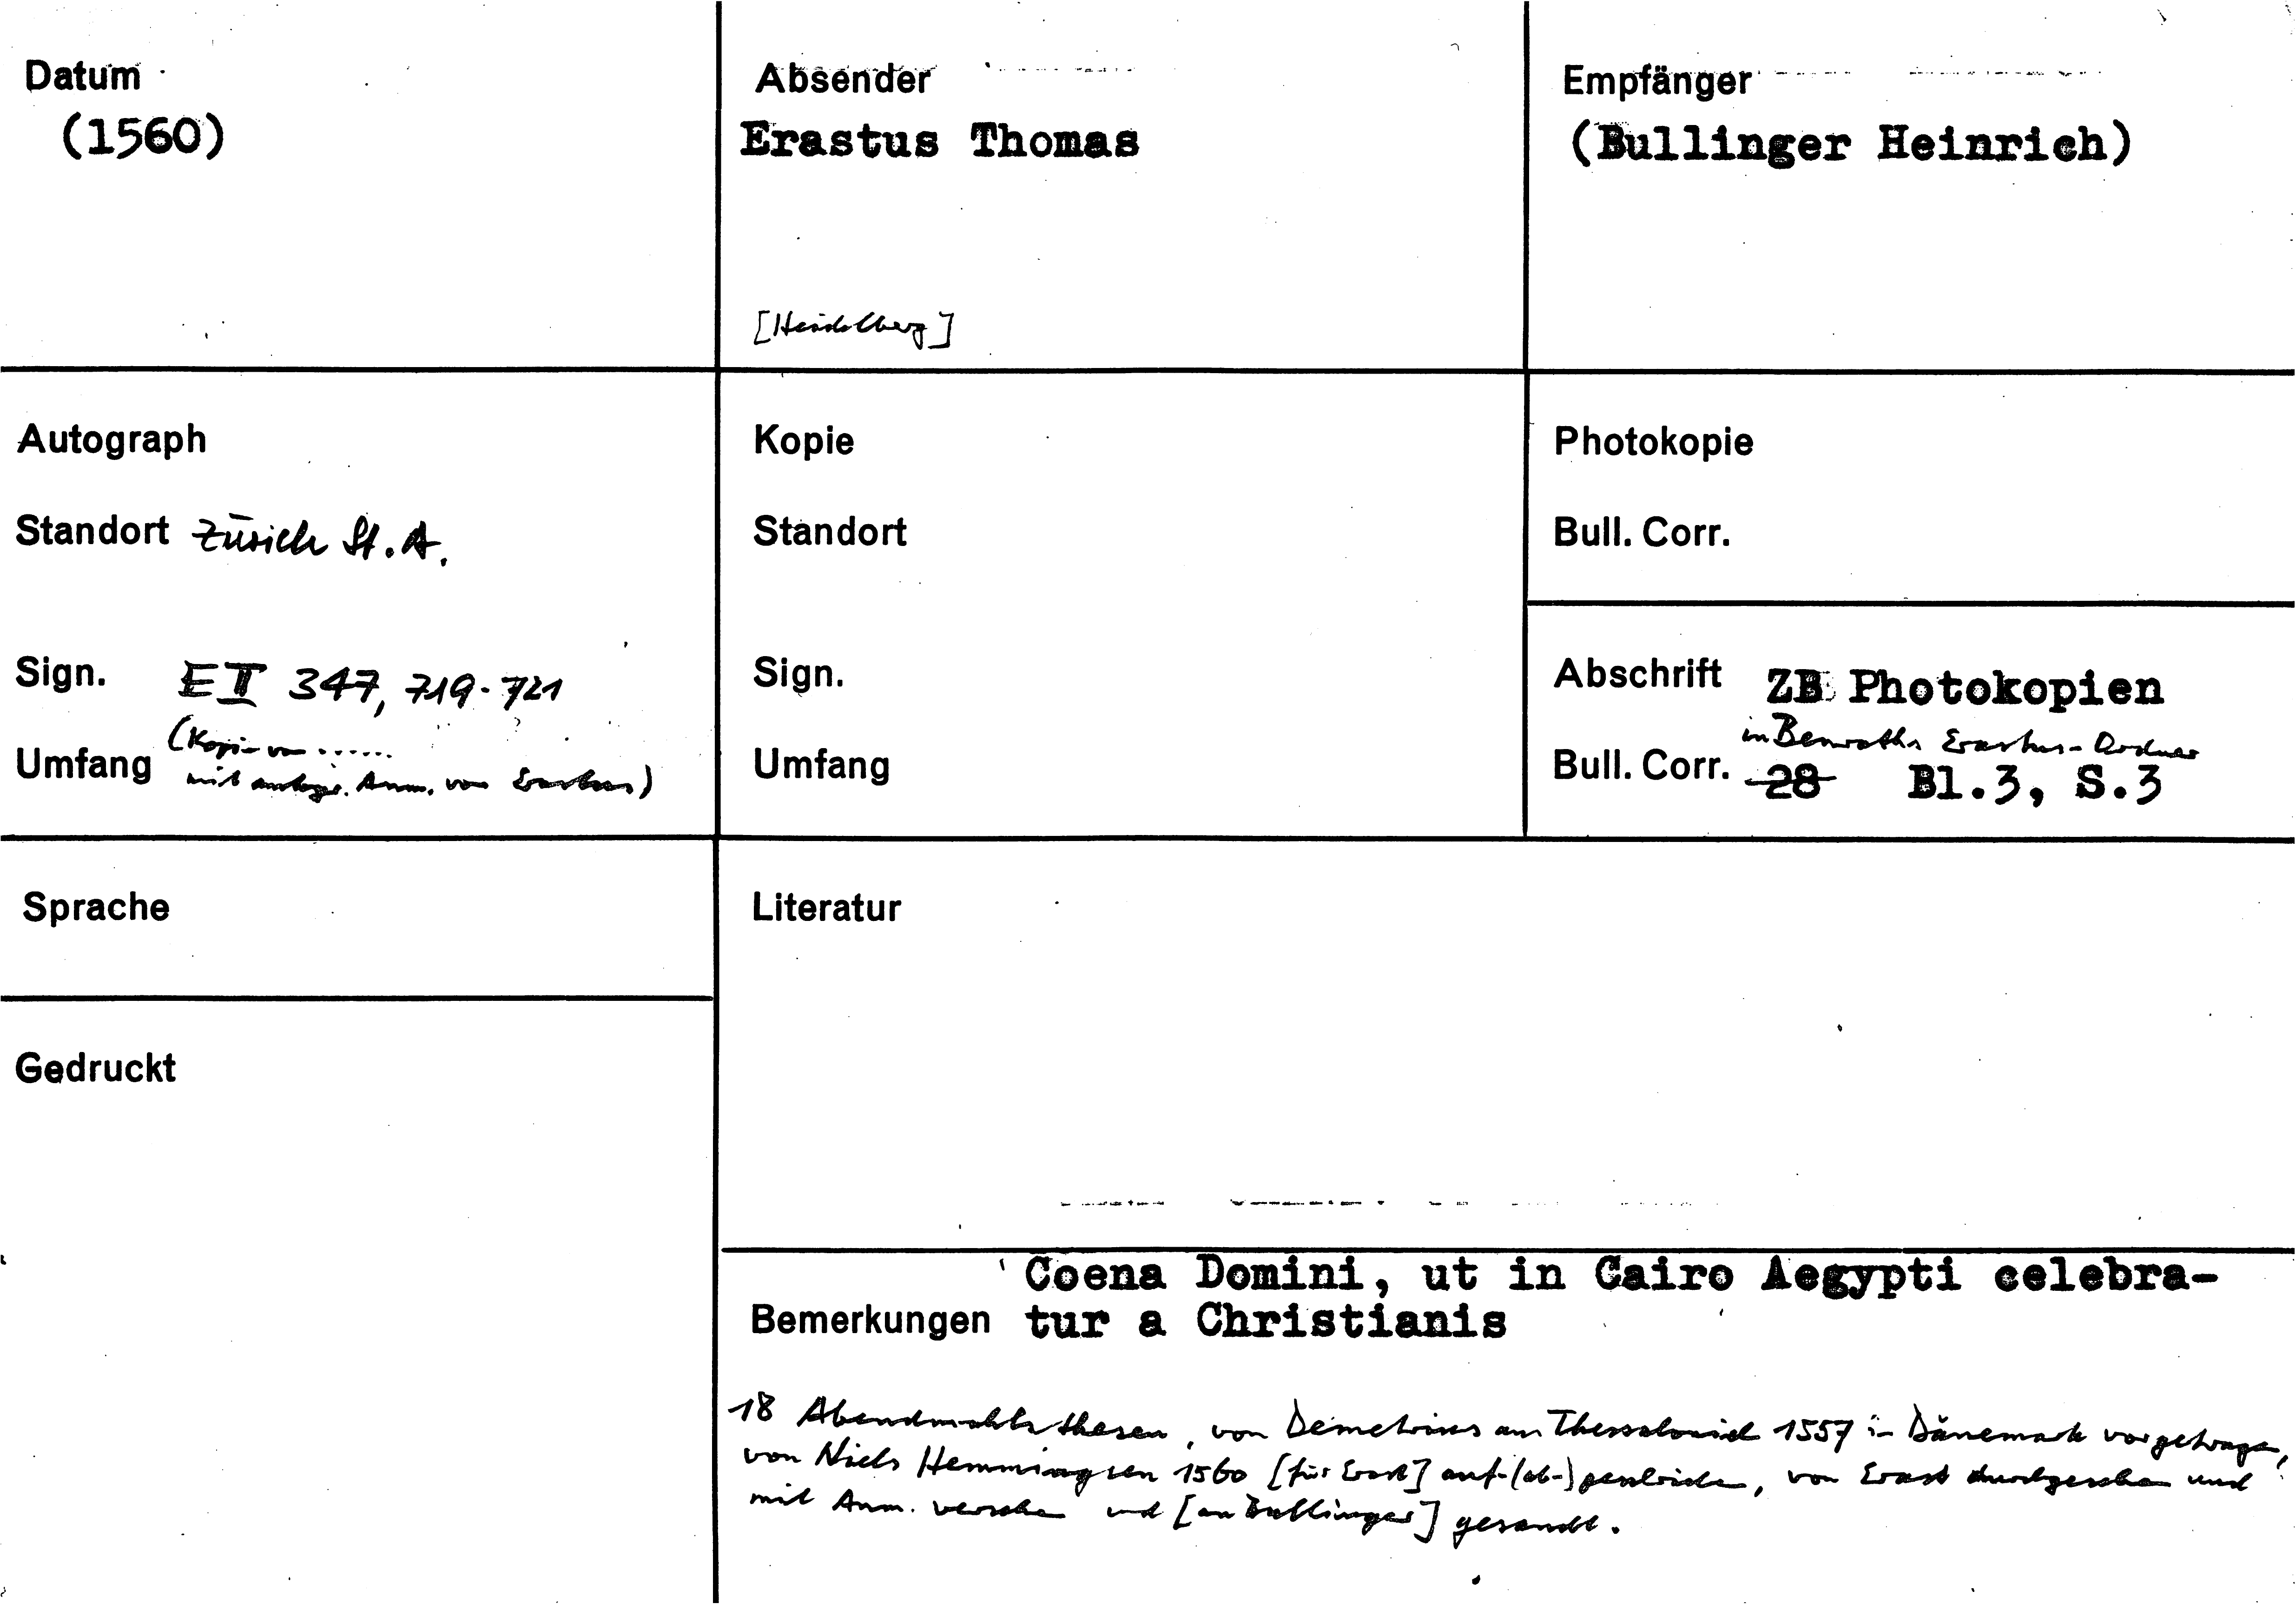 Datum
(1560)
Absender
Erastus Thomas
[Heidelberg]
Empfänger
(Bullinger Heinrich)
Autograph
Standort Zürich St. A.
Sign. E II 347, 719-721
(Kopie von ......
Umfang mit autogr. Anm. von Erastus)
Kopie
Standort
Sign.
Umfang
Photokopie
Bull. Corr.
Abschrift ZB Photokopien
in Benraths Erastus-Ordner
Bull. Corr. 28 Bl.3, S.3
Sprache
Gedruckt
Literatur
Coena Domini, ut in Cairo Aegypti celebra-
Bemerkungen tur a Christianis
18 Abendmahlsthesen, von Demetrius aus Thessalonich 1557 in Dänemark vorgetragen,
von Niels Hemmingsen 1560 [für Erast] auf-(ab-)geschrieben, von Erast durchgesehen und
mit Anm. versehen und [an Bullinger] gesandt.